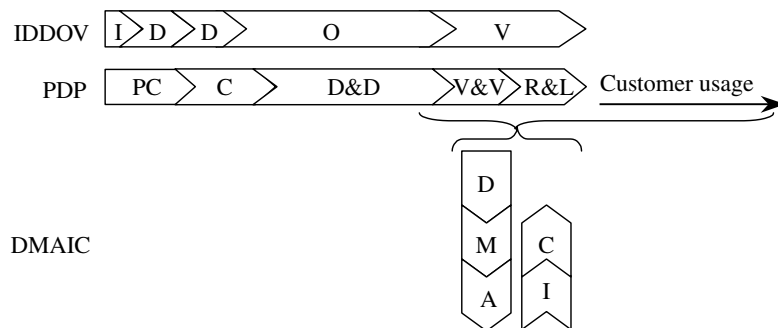 IDDOV I D D O V
PDP PC C D&D V&V R&L Customer usage
D
DMAIC M C
A I